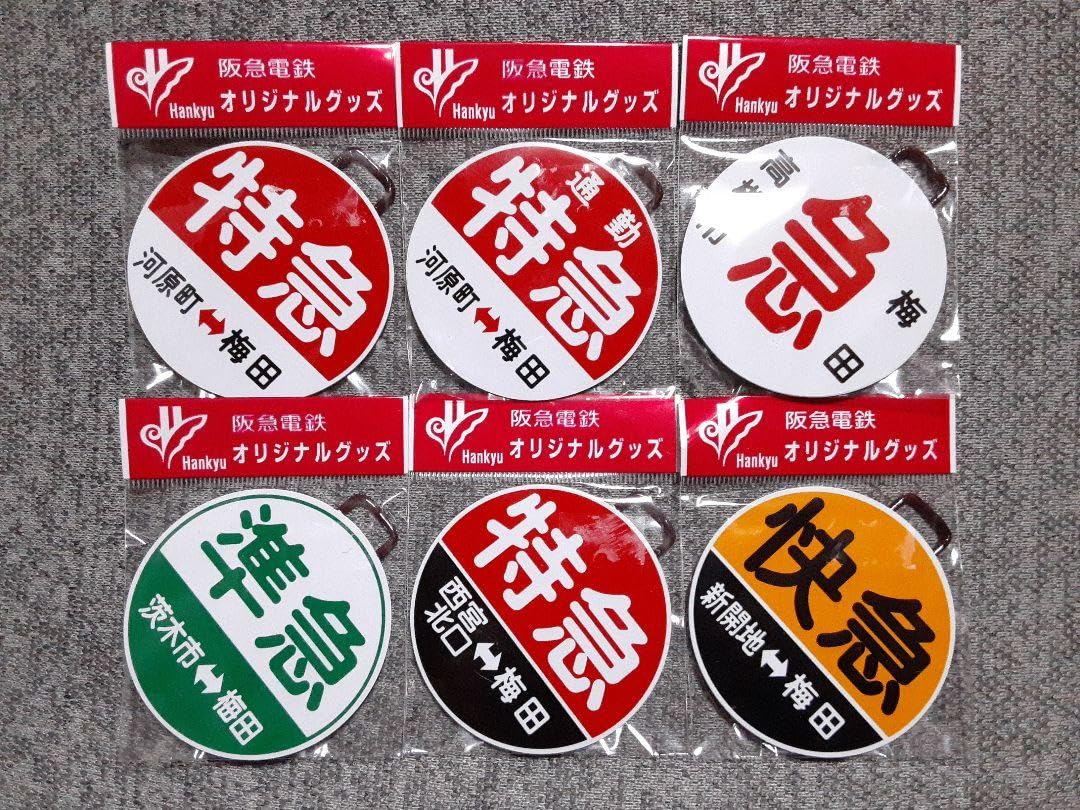 阪急電鉄
Hankyu オリジナルグッズ
特急
河原町↔梅田
阪急電鉄
Hankyu オリジナルグッズ
通勤
特急
河原町↔梅田
阪急電鉄
Hankyu オリジナルグッズ
高槻市
急
梅田
阪急電鉄
Hankyu オリジナルグッズ
準急
茨木市↔梅田
阪急電鉄
Hankyu オリジナルグッズ
特急
西宮北口↔梅田
阪急電鉄
Hankyu オリジナルグッズ
快急
新開地↔梅田